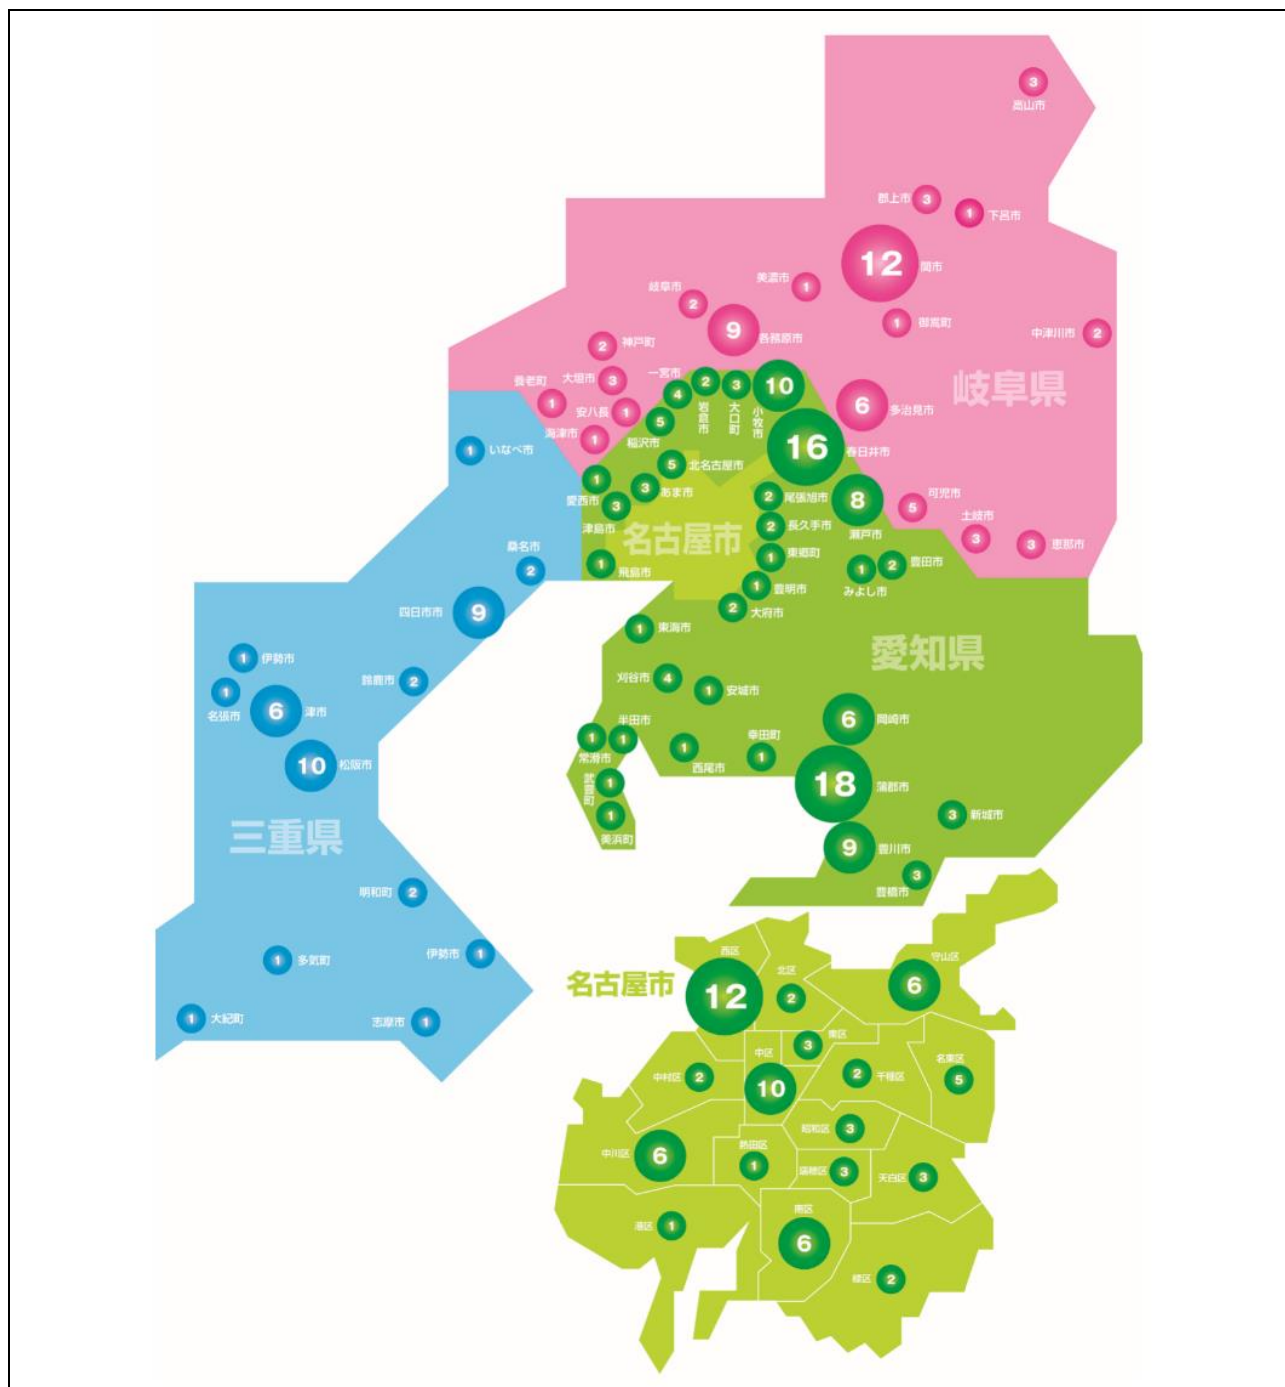 3
高山市
郡上市
3
1
下呂市
12
関市
美濃市
1
岐阜市
2
9
各務原市
1
御嵩町
中津川市
2
2
神戸町
岐阜県
大垣市
3
養老町
1
安八長
1
海津市
1
6
多治見市
5
可児市
土岐市
3
3
恵那市
一宮市
4
2
岩倉市
3
大口町
10
小牧市
5
稲沢市
16
春日井市
5
北名古屋市
1
愛西市
3
あま市
3
津島市
2
尾張旭市
8
瀬戸市
名古屋市
2
長久手市
1
飛島市
1
東郷町
1
みよし市
2
豊田市
1
豊明市
2
大府市
1
東海市
愛知県
刈谷市
4
1
安城市
6
岡崎市
半田市
1
1
常滑市
1
西尾市
幸田町
1
武豊町
1
18
蒲郡市
1
美浜町
3
新城市
9
豊川市
豊橋市
3
1
いなべ市
桑名市
2
四日市市
9
1
伊勢市
鈴鹿市
2
1
名張市
6
津市
10
松阪市
三重県
明和町
2
1
多気町
伊勢市
1
1
大紀町
志摩市
1
名古屋市
西区
12
北区
2
守山区
6
3
東区
中区
10
中村区
2
2
千種区
名東区
5
昭和区
3
中川区
6
熱田区
1
瑞穂区
3
天白区
3
港区
1
南区
6
緑区
2